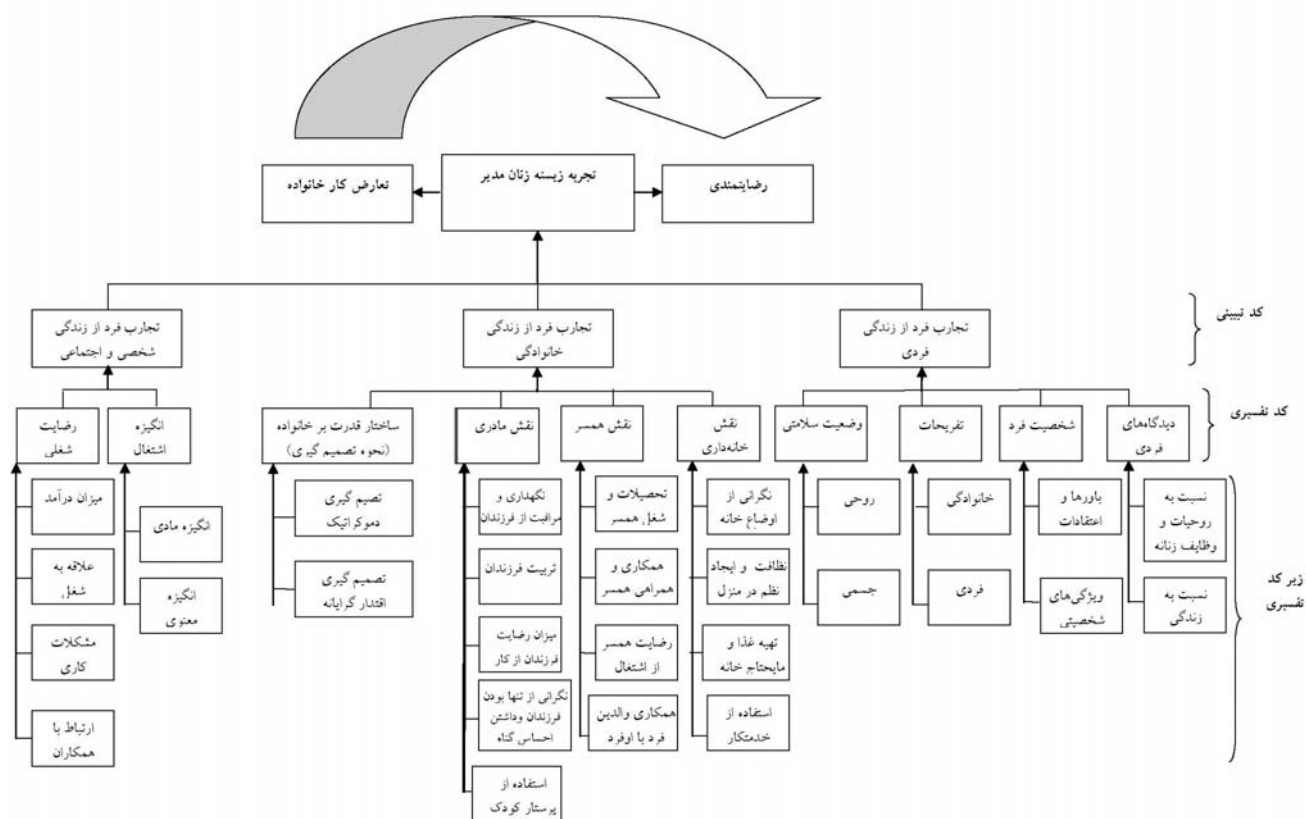 تعارض کار خانواده
تجربه زیسته زنان مدیر
رضایتمندی
کد تبیینی
تجارب فرد از زندگی
فردی
تجارب فرد از زندگی
خانوادگی
تجارب فرد از زندگی
شخصی و اجتماعی
کد تفسیری
دیدگاه‌های
فردی
شخصیت فرد
تفریحات
وضعیت سلامتی
نقش
خانه‌داری
نقش همسر
نقش مادری
ساختار قدرت بر خانواده
(نحوه تصمیم گیری)
انگیزه
اشتغال
رضایت
شغلی
زیر کد
تفسیری
نسبت به
روحیات و
وظایف زنانه
نسبت به
زندگی
باورها و
اعتقادات
ویژگی‌های
شخصیتی
خانوادگی
فردی
روحی
جسمی
نگرانی از
اوضاع خانه
نظافت و ایجاد
نظم در منزل
تهیه غذا و
مایحتاج خانه
استفاده از
خدمتکار
تحصیلات و
شغل همسر
همکاری و
همراهی همسر
رضایت همسر
از اشتغال
همکاری والدین
فرد با اوفرد
نگهداری و
مراقبت از فرزندان
تربیت فرزندان
میزان رضایت
فرزندان از کار
نگرانی از تنها بودن
فرزندان وداشتن
احساس گناه
استفاده از
پرستار کودک
تصیم گیری
دموکراتیک
تصمیم گیری
اقتدار گرایانه
انگیزه مادی
انگیزه
معنوی
میزان درآمد
علاقه به
شغل
مشکلات
کاری
ارتباط با
همکاران